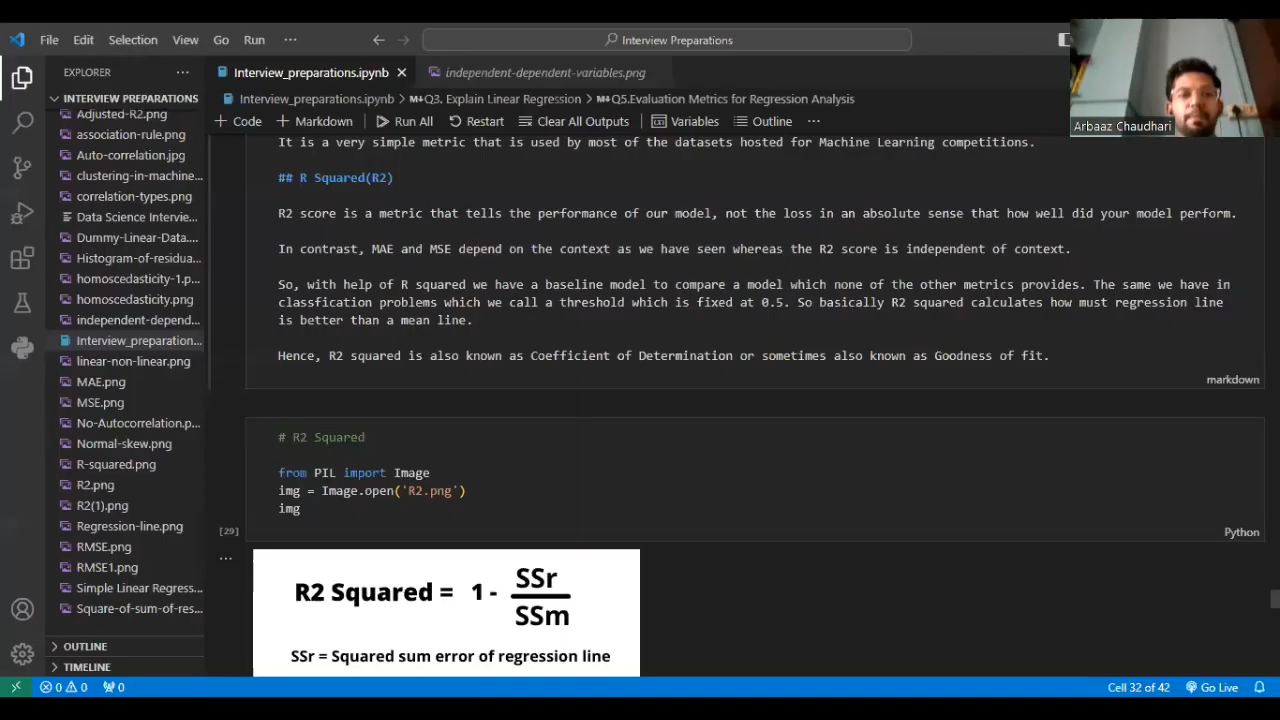 File Edit Selection View Go Run ··· Interview Preparations
EXPLORER ···
INTERVIEW PREPARATIONS
Adjusted-R2.png
association-rule.png
Auto-correlation.jpg
clustering-in-machine...
correlation-types.png
Data Science Intervie...
Dummy-Linear-Data....
Histogram-of-residua...
homoscedasticity-1.p...
homoscedasticity.png
independent-depend...
Interview_preparation...
linear-non-linear.png
MAE.png
MSE.png
No-Autocorrelation.p...
Normal-skew.png
R-squared.png
R2.png
R2(1).png
Regression-line.png
RMSE.png
RMSE1.png
Simple Linear Regress...
Square-of-sum-of-res...
OUTLINE
TIMELINE
Interview_preparations.ipynb independent-dependent-variables.png
Interview_preparations.ipynb > M+Q3. Explain Linear Regression > M+Q5.Evaluation Metrics for Regression Analysis
+ Code + Markdown Run All Restart Clear All Outputs Variables Outline ···
Arbaaz Chaudhari
It is a very simple metric that is used by most of the datasets hosted for Machine Learning competitions.
## R Squared(R2)
R2 score is a metric that tells the performance of our model, not the loss in an absolute sense that how well did your model perform.
In contrast, MAE and MSE depend on the context as we have seen whereas the R2 score is independent of context.
So, with help of R squared we have a baseline model to compare a model which none of the other metrics provides. The same we have in
classfication problems which we call a threshold which is fixed at 0.5. So basically R2 squared calculates how must regression line
is better than a mean line.
Hence, R2 squared is also known as Coefficient of Determination or sometimes also known as Goodness of fit.
markdown
# R2 Squared
from PIL import Image
img = Image.open('R2.png')
img
[29]
Python
...
R2 Squared = 1 - SSr
SSm
SSr = Squared sum error of regression line
0 0 0 Cell 32 of 42 Go Live